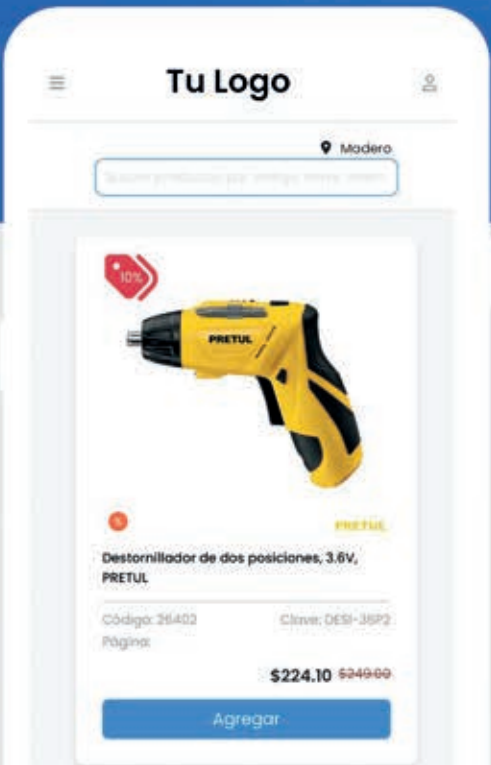 Tu Logo
Madero
10%
PRETUL
%
PRETUL
Destornillador de dos posiciones, 3.6V,
PRETUL
Código: 26402 Clave: DESI-36P2
Página:
$224.10 $249.00
Agregar